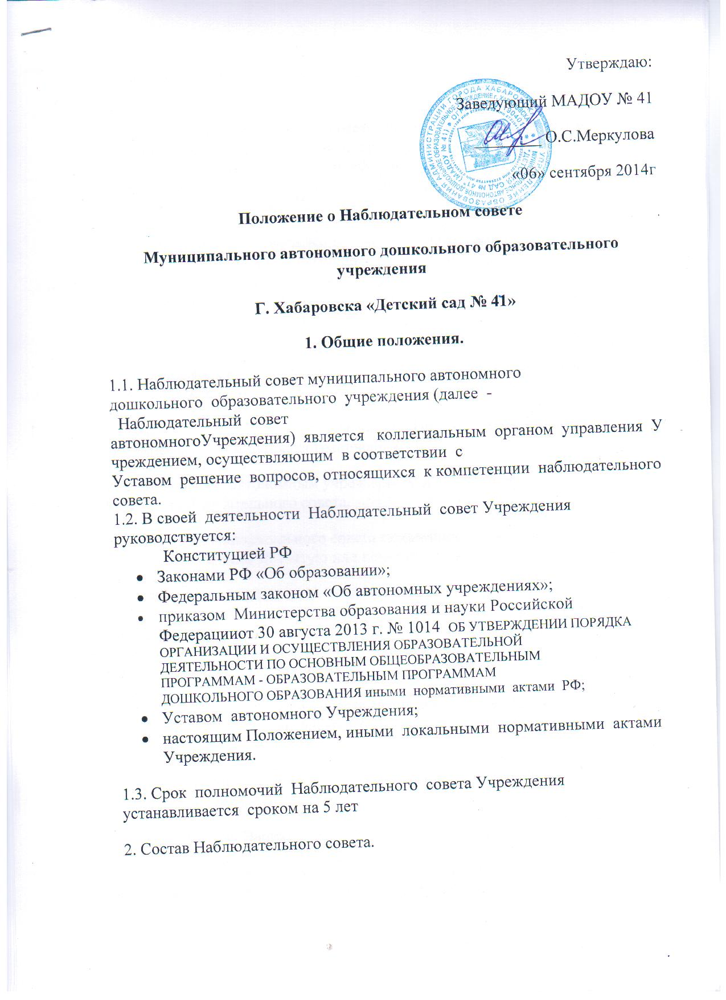 Утверждаю:
Заведующий МАДОУ № 41
О.С.Меркулова
«06» сентября 2014г
Положение о Наблюдательном совете
Муниципального автономного дошкольного образовательного
учреждения
Г. Хабаровска «Детский сад № 41»
1. Общие положения.
1.1. Наблюдательный совет муниципального автономного
дошкольного образовательного учреждения (далее -
Наблюдательный совет
автономногоУчреждения) является коллегиальным органом управления У
чреждением, осуществляющим в соответствии с
Уставом решение вопросов, относящихся к компетенции наблюдательного
совета.
1.2. В своей деятельности Наблюдательный совет Учреждения
руководствуется:
Конституцией РФ
• Законами РФ «Об образовании»;
• Федеральным законом «Об автономных учреждениях»;
• приказом Министерства образования и науки Российской
Федерацииот 30 августа 2013 г. № 1014 ОБ УТВЕРЖДЕНИИ ПОРЯДКА
ОРГАНИЗАЦИИ И ОСУЩЕСТВЛЕНИЯ ОБРАЗОВАТЕЛЬНОЙ
ДЕЯТЕЛЬНОСТИ ПО ОСНОВНЫМ ОБЩЕОБРАЗОВАТЕЛЬНЫМ
ПРОГРАММАМ - ОБРАЗОВАТЕЛЬНЫМ ПРОГРАММАМ
ДОШКОЛЬНОГО ОБРАЗОВАНИЯ иными нормативными актами РФ;
• Уставом автономного Учреждения;
• настоящим Положением, иными локальными нормативными актами
Учреждения.
1.3. Срок полномочий Наблюдательного совета Учреждения
устанавливается сроком на 5 лет
2. Состав Наблюдательного совета.